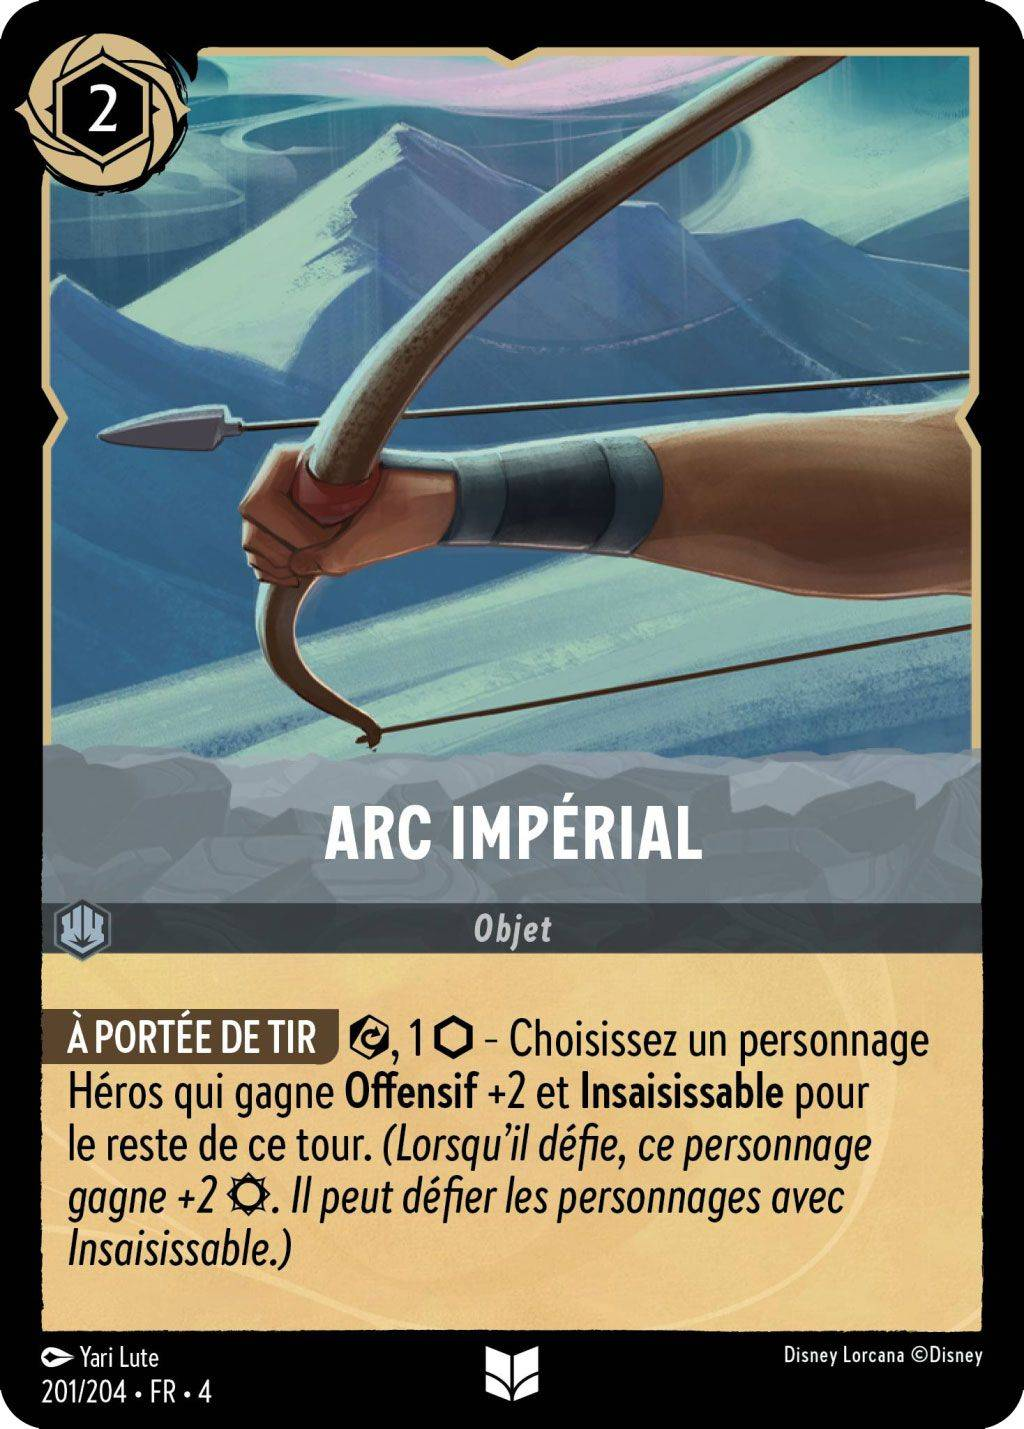 2
ARC IMPÉRIAL
Objet
À PORTÉE DE TIR , 1 - Choisissez un personnage
Héros qui gagne Offensif +2 et Insaisissable pour
le reste de ce tour. (Lorsqu'il défie, ce personnage
gagne +2 . Il peut défier les personnages avec
Insaisissable.)
Yari Lute
Disney Lorcana ©Disney
201/204 • FR • 4